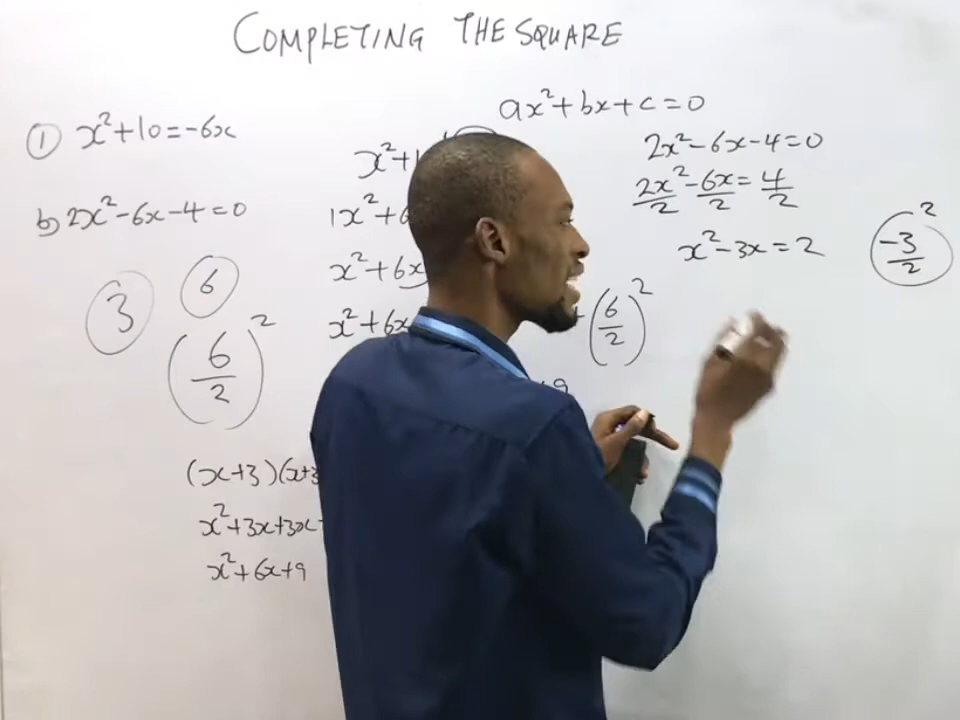 COMPLETING THE SQUARE
① x² + 10 = -6x
b) 2x² - 6x - 4 = 0
3
6
(6/2)²
(x+3)(x+3
x² + 3x + 3x
x² + 6x + 9
ax² + bx + c = 0
x² + 1
1x² + 6
x² + 6x
x² + 6x
+ (6/2)²
+9
2x² - 6x - 4 = 0
2x²/2 - 6x/2 = 4/2
x² - 3x = 2
(-3/2)²